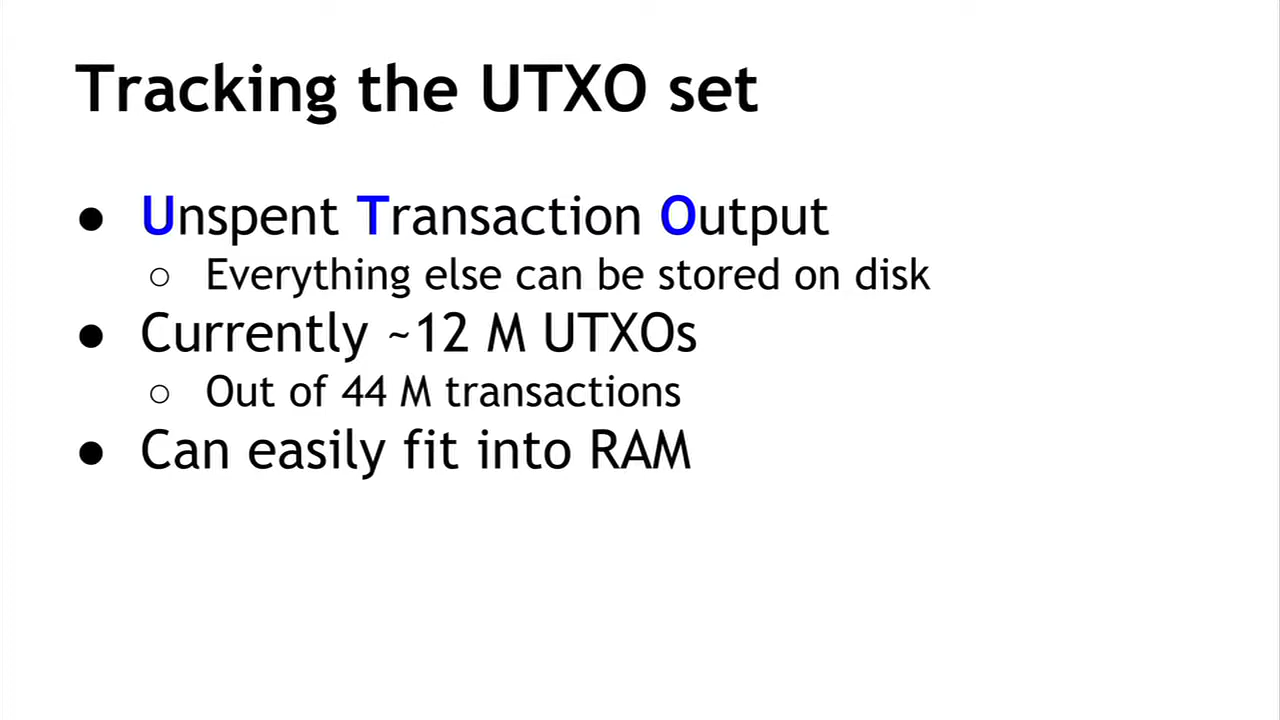 Tracking the UTXO set
● Unspent Transaction Output
○ Everything else can be stored on disk
● Currently ~12 M UTXOs
○ Out of 44 M transactions
● Can easily fit into RAM